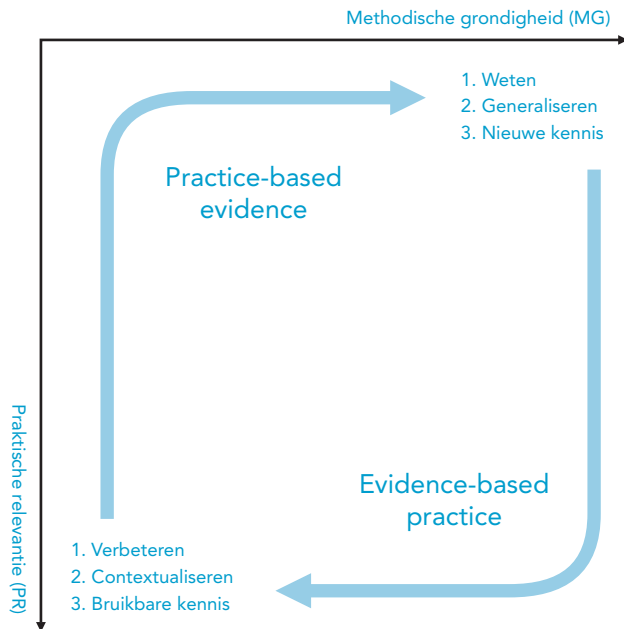 Methodische grondigheid (MG)
1. Weten
2. Generaliseren
3. Nieuwe kennis
Practice-based
evidence
Praktische relevantie (PR)
Evidence-based
practice
1. Verbeteren
2. Contextualiseren
3. Bruikbare kennis